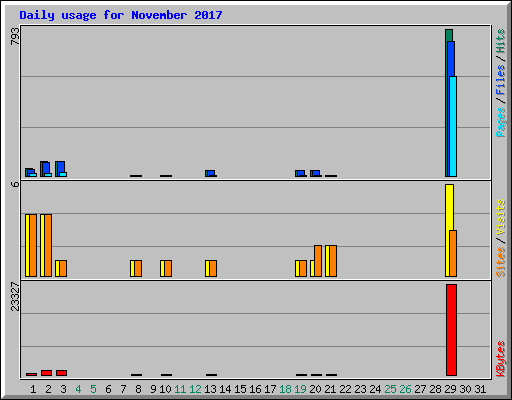 Daily usage for November 2017
793
Pages / Files / Hits
6
Sites / Visits
23327
KBytes
1 2 3 4 5 6 7 8 9 10 11 12 13 14 15 16 17 18 19 20 21 22 23 24 25 26 27 28 29 30 31